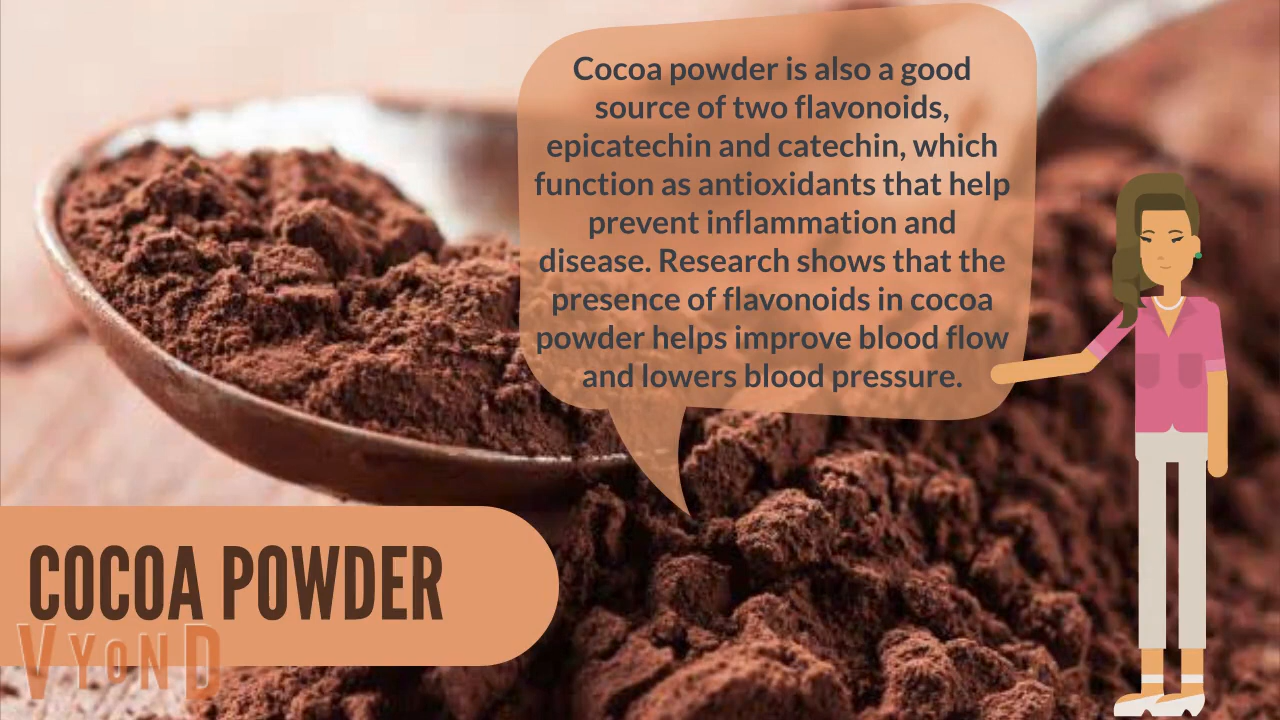 Cocoa powder is also a good
source of two flavonoids,
epicatechin and catechin, which
function as antioxidants that help
prevent inflammation and
disease. Research shows that the
presence of flavonoids in cocoa
powder helps improve blood flow
and lowers blood pressure.
COCOA POWDER
VYOND